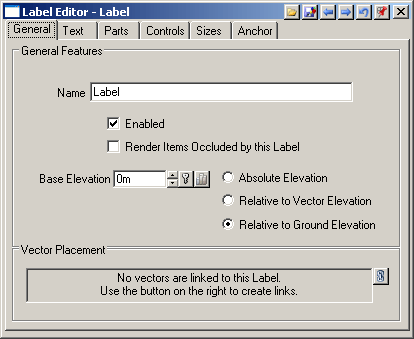 Label Editor - Label
General Text Parts Controls Sizes Anchor
General Features
Name Label
Enabled
Render Items Occluded by this Label
Base Elevation 0m
Absolute Elevation
Relative to Vector Elevation
Relative to Ground Elevation
Vector Placement
No vectors are linked to this Label.
Use the button on the right to create links.